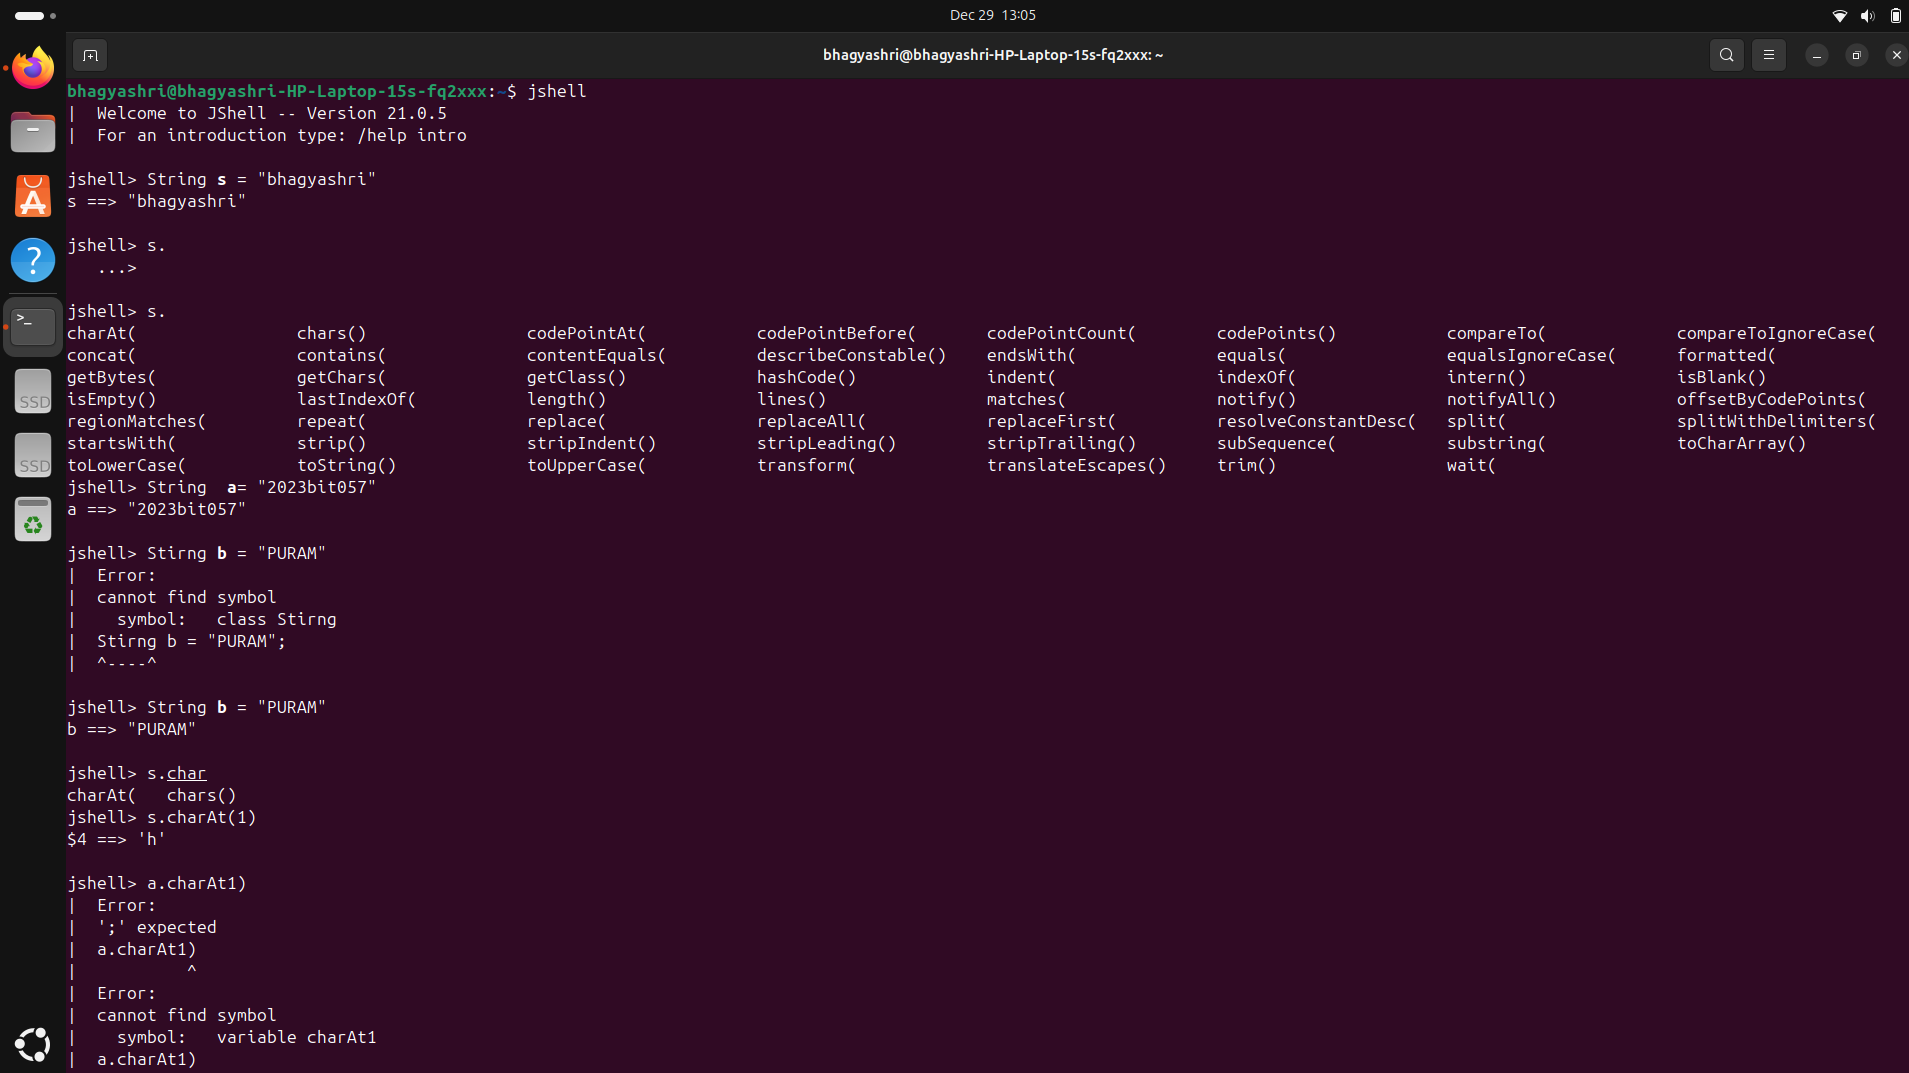 Dec 29 13:05
bhagyashri@bhagyashri-HP-Laptop-15s-fq2xxx: ~
bhagyashri@bhagyashri-HP-Laptop-15s-fq2xxx:~$ jshell
|  Welcome to JShell -- Version 21.0.5
|  For an introduction type: /help intro
jshell> String s = "bhagyashri"
s ==> "bhagyashri"
jshell> s.
   ...>
jshell> s.
charAt( chars() codePointAt( codePointBefore( codePointCount( codePoints() compareTo( compareToIgnoreCase(
concat( contains( contentEquals( describeConstable() endsWith( equals( equalsIgnoreCase( formatted(
getBytes( getChars( getClass() hashCode() indent( indexOf( intern() isBlank()
isEmpty() lastIndexOf( length() lines() matches( notify() notifyAll() offsetByCodePoints(
regionMatches( repeat( replace( replaceAll( replaceFirst( resolveConstantDesc( split( splitWithDelimiters(
startsWith( strip() stripIndent() stripLeading() stripTrailing() subSequence( substring( toCharArray()
toLowerCase( toString() toUpperCase( transform( translateEscapes() trim() wait(
jshell> String  a= "2023bit057"
a ==> "2023bit057"
jshell> Stirng b = "PURAM"
|  Error:
|  cannot find symbol
|    symbol:   class Stirng
|  Stirng b = "PURAM";
|  ^----^
jshell> String b = "PURAM"
b ==> "PURAM"
jshell> s.char
charAt(   chars()
jshell> s.charAt(1)
$4 ==> 'h'
jshell> a.charAt1)
|  Error:
|  ';' expected
|  a.charAt1)
|           ^
|  Error:
|  cannot find symbol
|    symbol:   variable charAt1
|  a.charAt1)
SSD
SSD